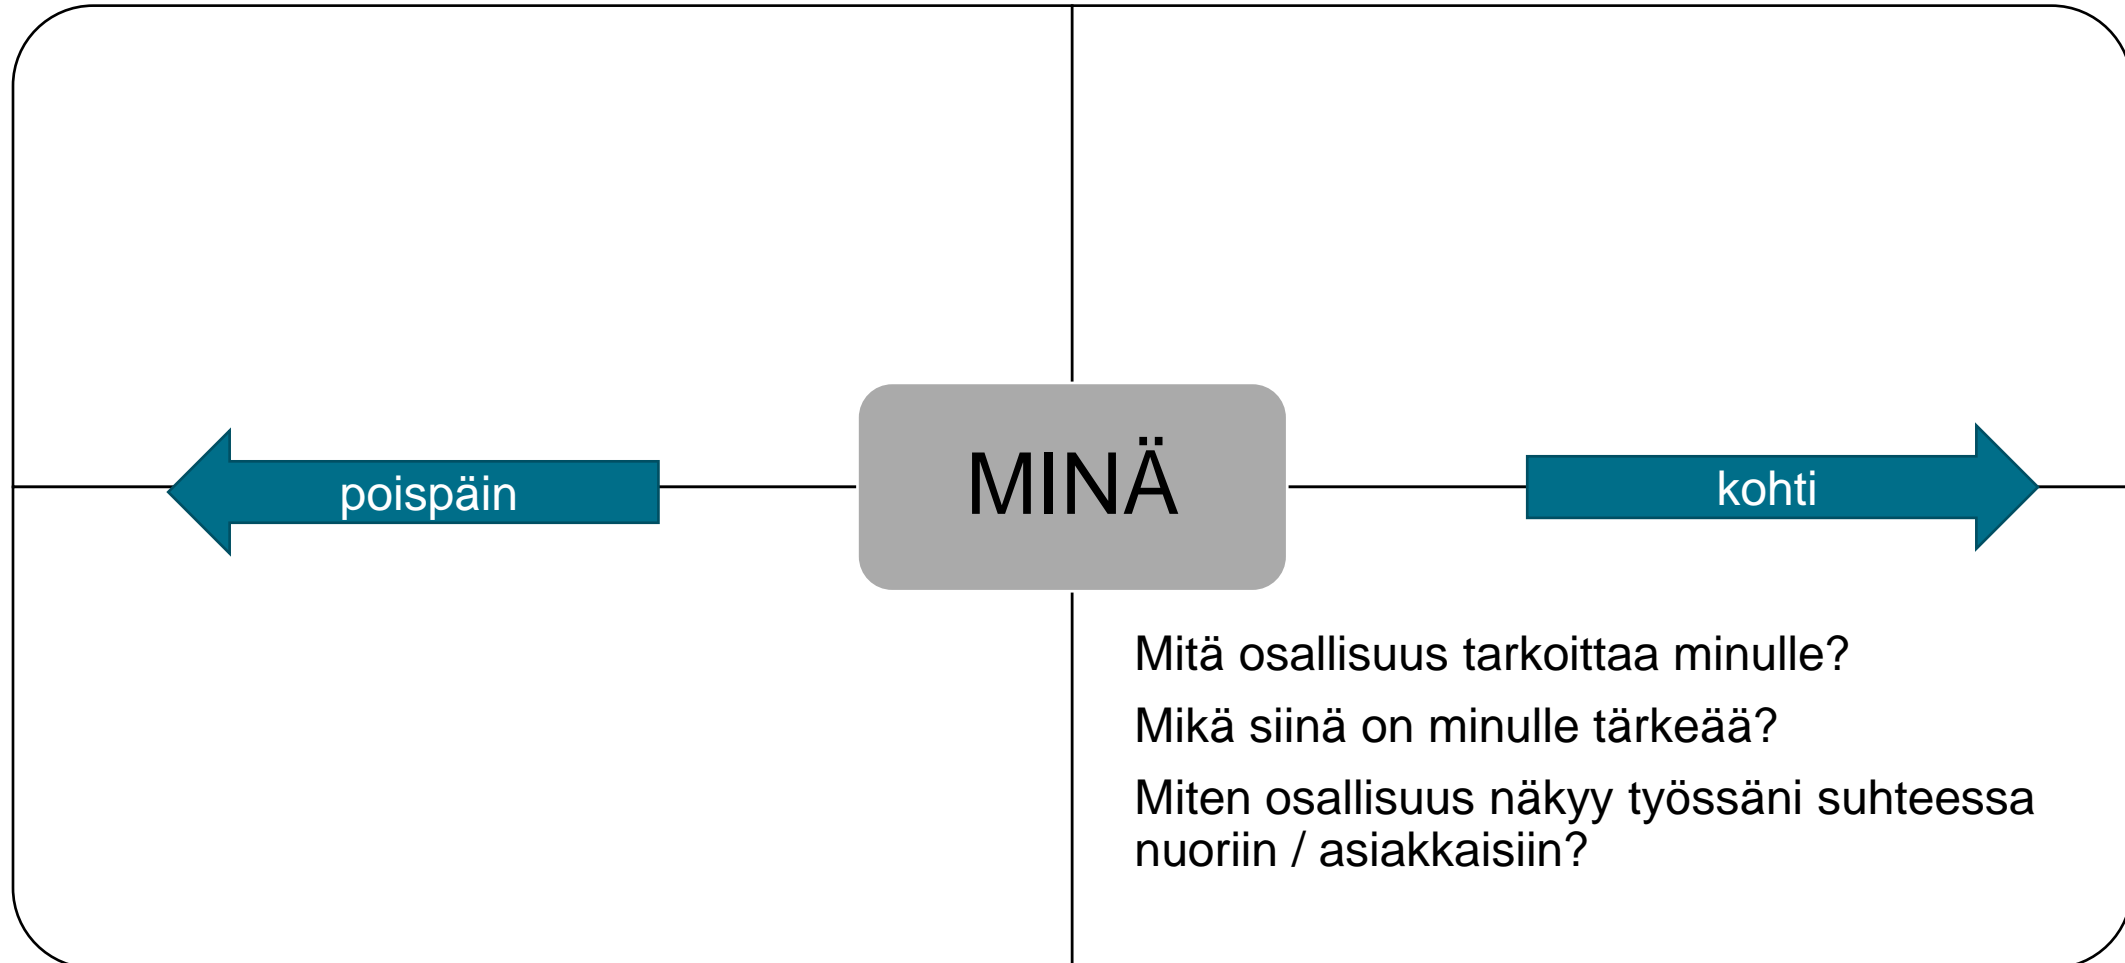 poispäin
MINÄ
kohti
Mitä osallisuus tarkoittaa minulle?
Mikä siinä on minulle tärkeää?
Miten osallisuus näkyy työssäni suhteessa
nuoriin / asiakkaisiin?